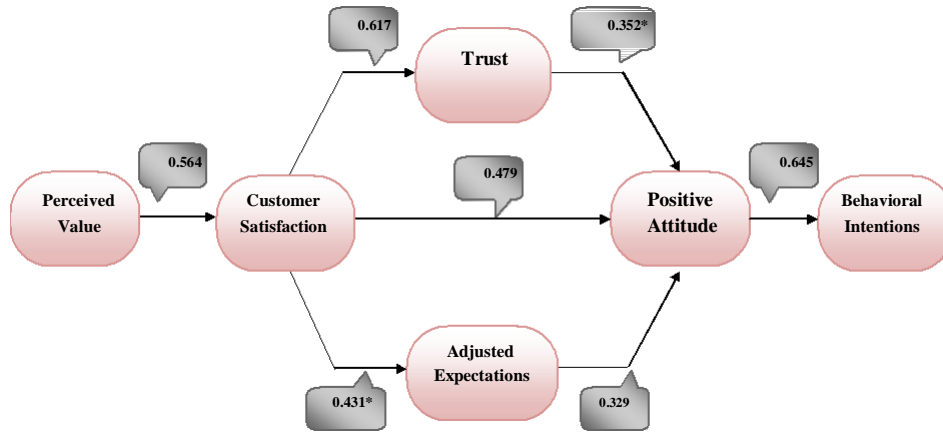 0.617
0.352*
Trust
0.564
0.479
0.645
Perceived
Value
Customer
Satisfaction
Positive
Attitude
Behavioral
Intentions
Adjusted
Expectations
0.431*
0.329